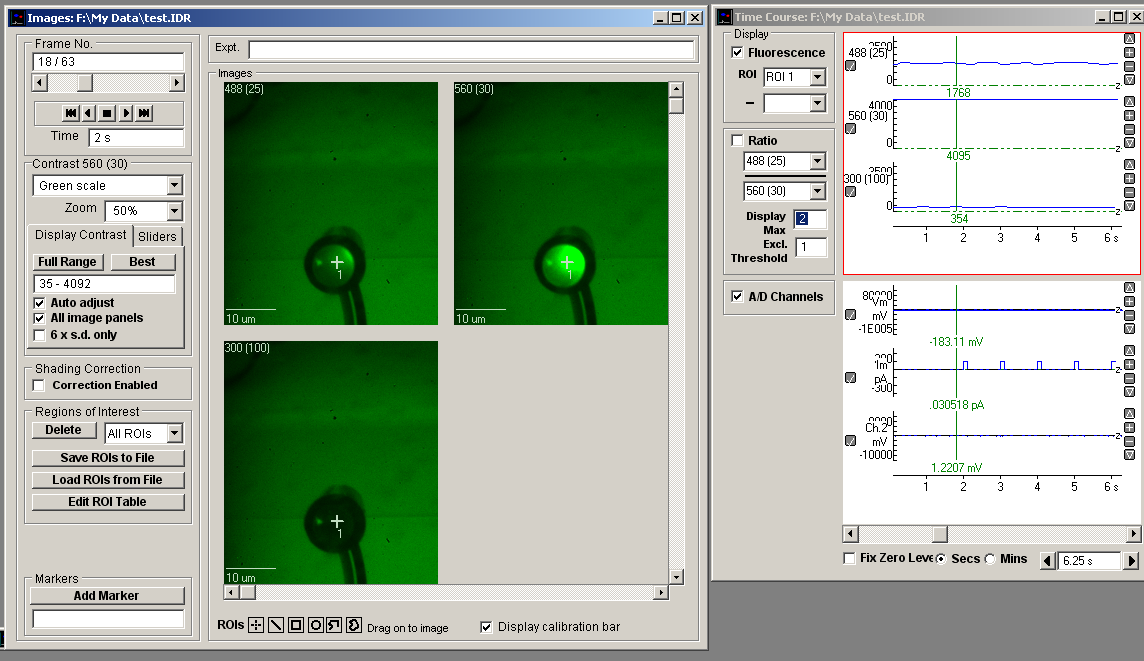 Images: F:\My Data\test.IDR
Frame No.
18 / 63
Time 2 s
Contrast 560 (30)
Green scale
Zoom 50%
Display Contrast Sliders
Full Range Best
35 - 4092
Auto adjust
All image panels
6 x s.d. only
Shading Correction
Correction Enabled
Regions of Interest
Delete All ROIs
Save ROIs to File
Load ROIs from File
Edit ROI Table
Markers
Add Marker
Expt.
Images
488 (25)
1
10 um
560 (30)
1
10 um
300 (100)
1
10 um
ROIs Drag on to image Display calibration bar
Time Course: F:\My Data\test.IDR
Display
Fluorescence
ROI ROI 1
Ratio
488 (25)
560 (30)
Display Max 2
Excl. Threshold 1
A/D Channels
488 (25)
0
1768
4000
560 (30)
0
4095
300 (100)
0
354
1 2 3 4 5 6 s
80000
Vm
mV
-1E005
-183.11 mV
Im
pA
-300
.030518 pA
Ch.2
mV
-10000
1.2207 mV
1 2 3 4 5 6 s
Fix Zero Leve Secs Mins 6.25 s